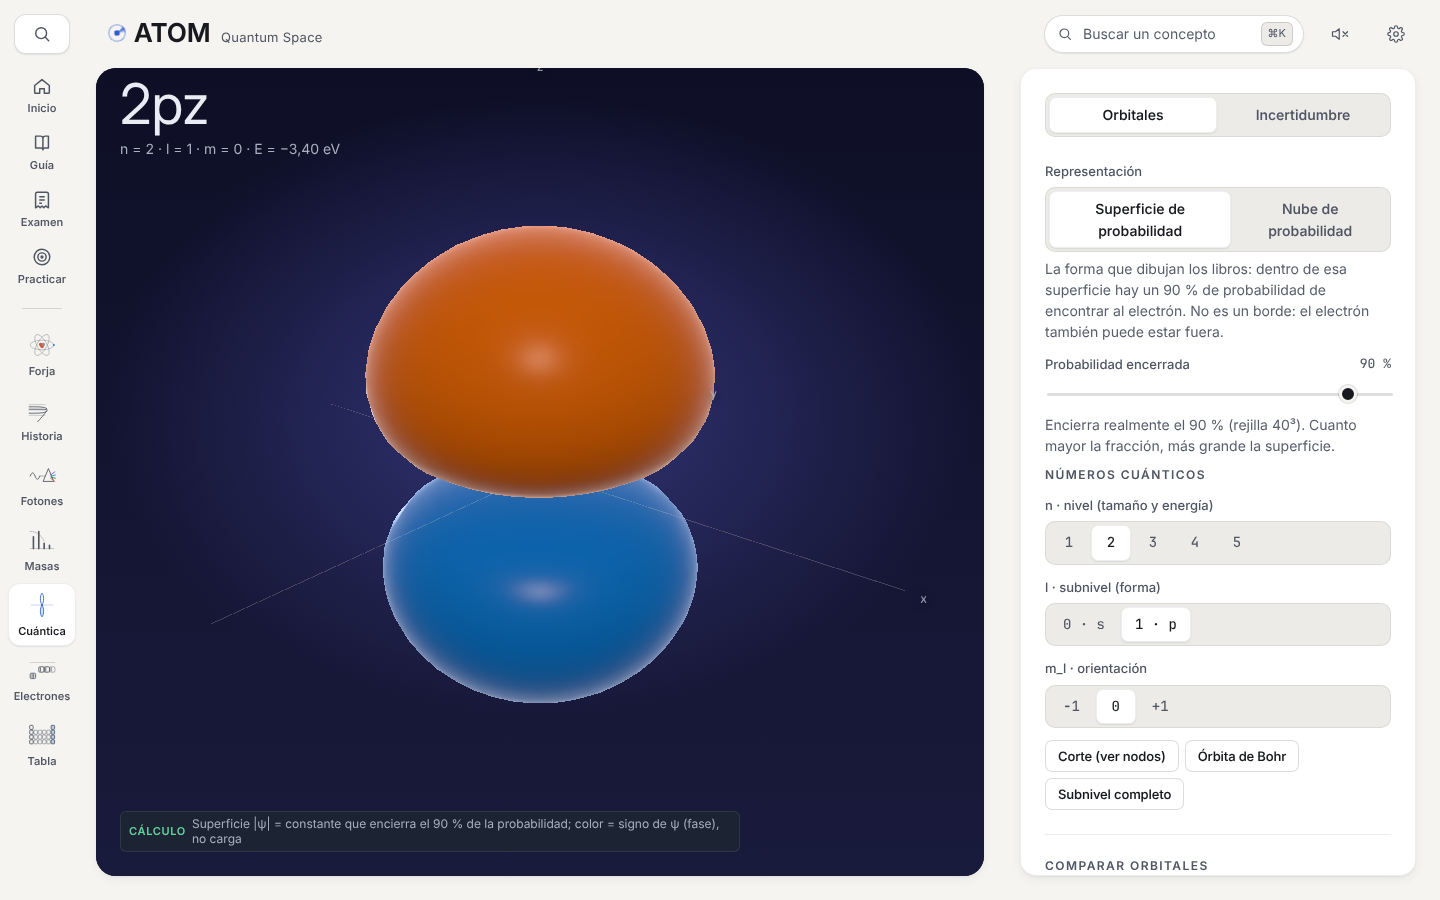 ATOM Quantum Space
Buscar un concepto ⌘K
Inicio
Guía
Examen
Practicar
Forja
Historia
Fotones
Masas
Cuántica
Electrones
Tabla
z
2pz
n = 2 · l = 1 · m = 0 · E = −3,40 eV
y
x
CÁLCULO Superficie |ψ| = constante que encierra el 90 % de la probabilidad; color = signo de ψ (fase),
no carga
Orbitales Incertidumbre
Representación
Superficie de
probabilidad
Nube de
probabilidad
La forma que dibujan los libros: dentro de esa
superficie hay un 90 % de probabilidad de
encontrar al electrón. No es un borde: el electrón
también puede estar fuera.
Probabilidad encerrada 90 %
Encierra realmente el 90 % (rejilla 40³). Cuanto
mayor la fracción, más grande la superficie.
NÚMEROS CUÁNTICOS
n · nivel (tamaño y energía)
1 2 3 4 5
l · subnivel (forma)
0 · s 1 · p
m_l · orientación
-1 0 +1
Corte (ver nodos) Órbita de Bohr
Subnivel completo
COMPARAR ORBITALES